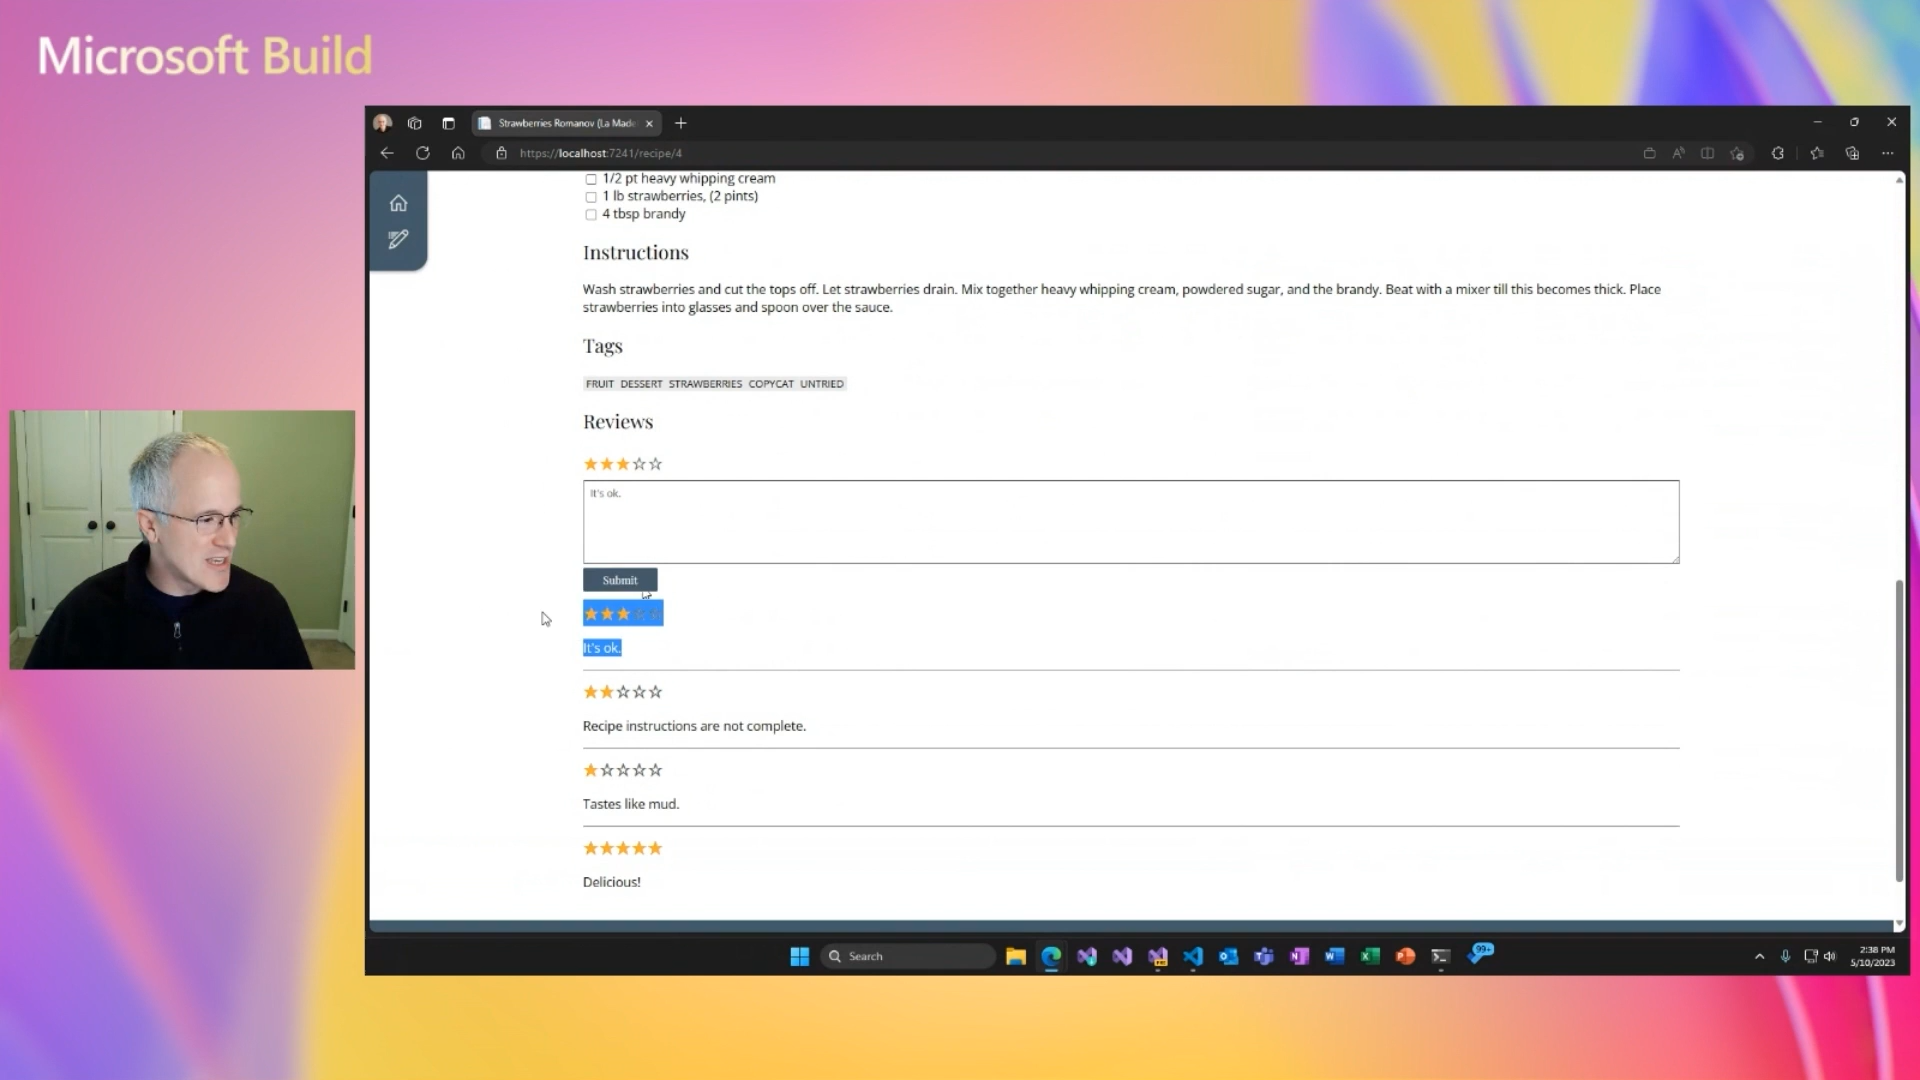 Microsoft Build
Strawberries Romanov (La Made
https://localhost:7241/recipe/4
1/2 pt heavy whipping cream
1 lb strawberries, (2 pints)
4 tbsp brandy
Instructions
Wash strawberries and cut the tops off. Let strawberries drain. Mix together heavy whipping cream, powdered sugar, and the brandy. Beat with a mixer till this becomes thick. Place
strawberries into glasses and spoon over the sauce.
Tags
FRUIT DESSERT STRAWBERRIES COPYCAT UNTRIED
Reviews
It's ok.
Submit
It's ok.
Recipe instructions are not complete.
Tastes like mud.
Delicious!
Search
99+
2:38 PM
5/10/2023